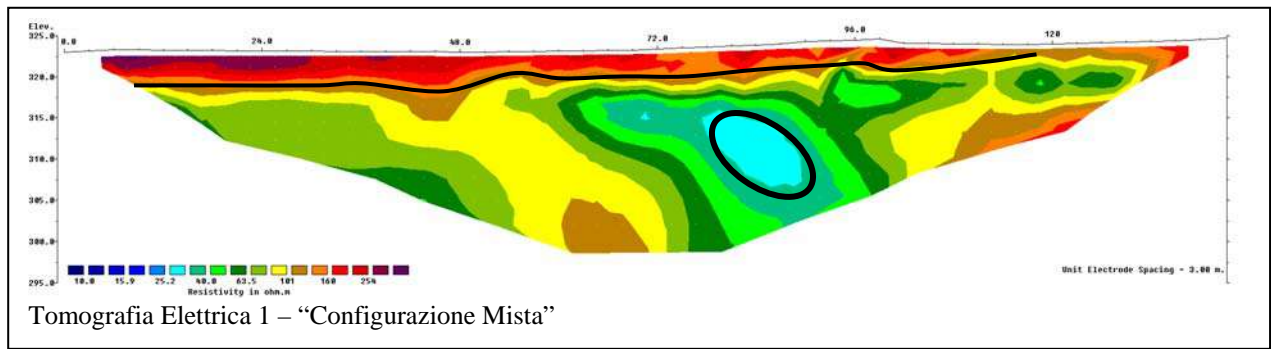 Elev.
325.0
0.0 24.0 48.0 72.0 96.0 120
320.0
315.0
310.0
305.0
300.0
295.0
10.0 15.9 25.2 40.0 63.5 101 160 254
Resistivity in ohm.m
Unit Electrode Spacing = 3.00 m.
Tomografia Elettrica 1 – “Configurazione Mista”